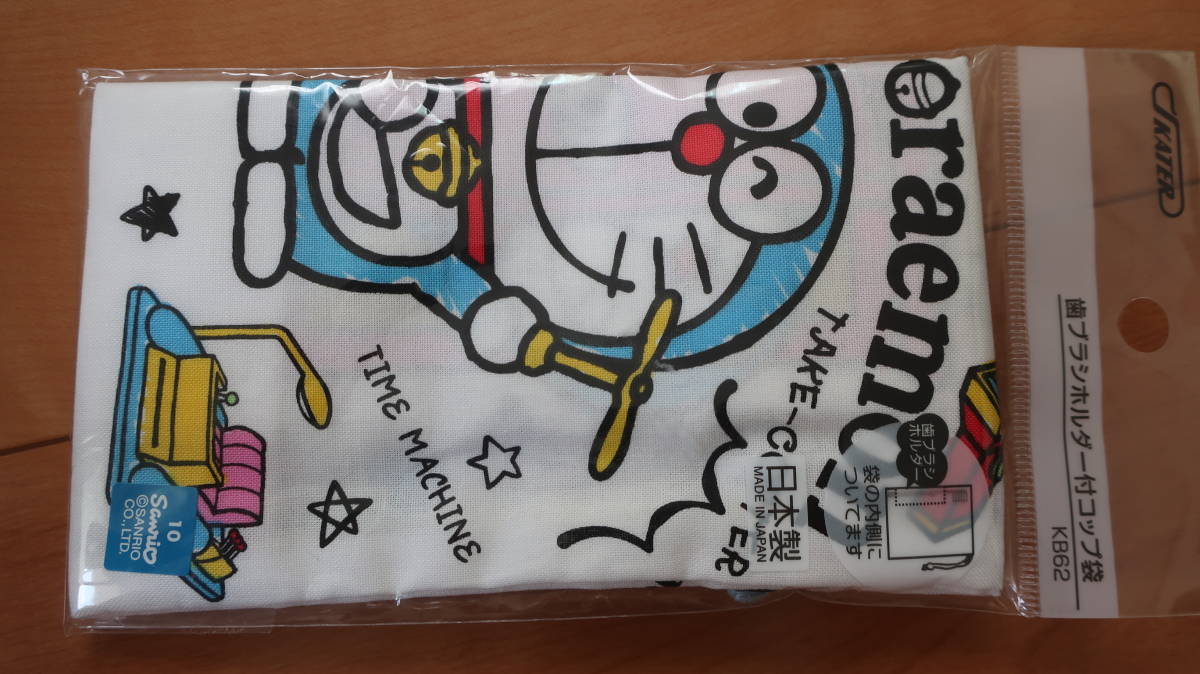 SKATER
歯ブラシホルダー付コップ袋
KB62
oraem
TAKE-C
TIME MACHINE
歯ブラシ
ホルダー
袋の内側に
ついてます
日本製
MADE IN JAPAN
10
Sanrio
©SANRIO
CO.,LTD.